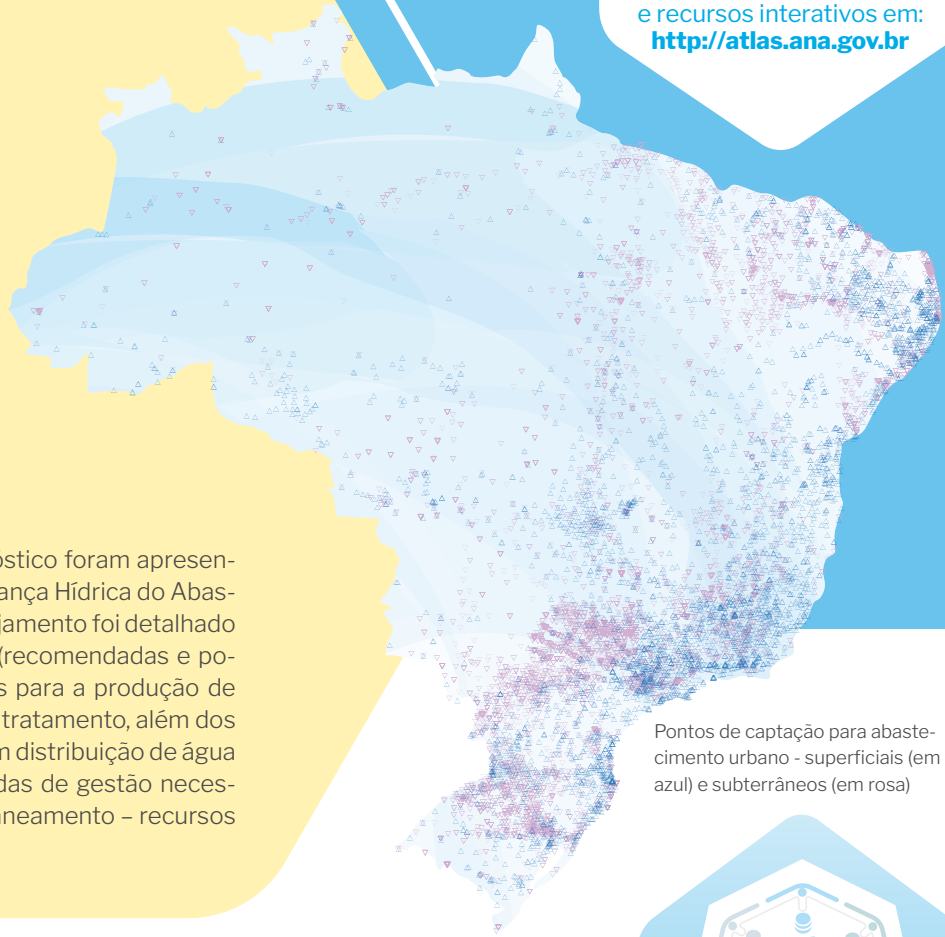 e recursos interativos em:
http://atlas.ana.gov.br
óstico foram apresen-
ança Hídrica do Abas-
jamento foi detalhado
(recomendadas e po-
s para a produção de
tratamento, além dos
m distribuição de água
das de gestão neces-
neamento – recursos
Pontos de captação para abaste-
cimento urbano - superficiais (em
azul) e subterrâneos (em rosa)